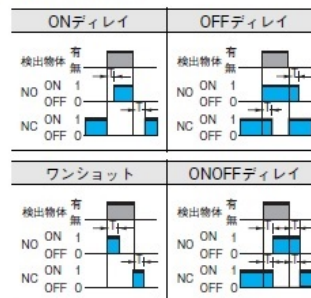 ONディレイ
有
検出物体
無
T
NO ON 1
OFF 0
T
NC ON 1
OFF 0
OFFディレイ
有
検出物体
無
T
NO ON 1
OFF 0
T
NC ON 1
OFF 0
ワンショット
有
検出物体
無
T
NO ON 1
OFF 0
T
NC ON 1
OFF 0
ONOFFディレイ
有
検出物体
無
T T
NO ON 1
OFF 0
T T
NC ON 1
OFF 0